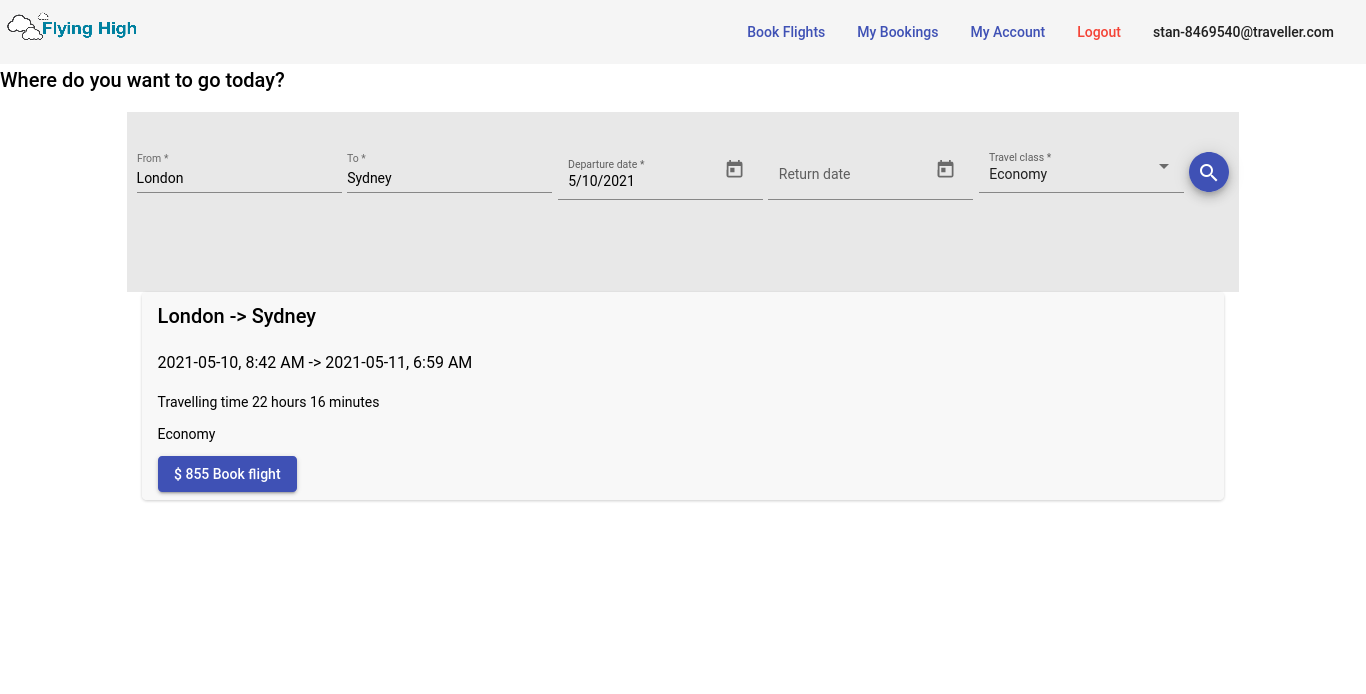 Flying High
Book Flights My Bookings My Account Logout stan-8469540@traveller.com
Where do you want to go today?
From * To * Departure date * Travel class *
London Sydney 5/10/2021 Return date Economy
London -> Sydney
2021-05-10, 8:42 AM -> 2021-05-11, 6:59 AM
Travelling time 22 hours 16 minutes
Economy
$ 855 Book flight